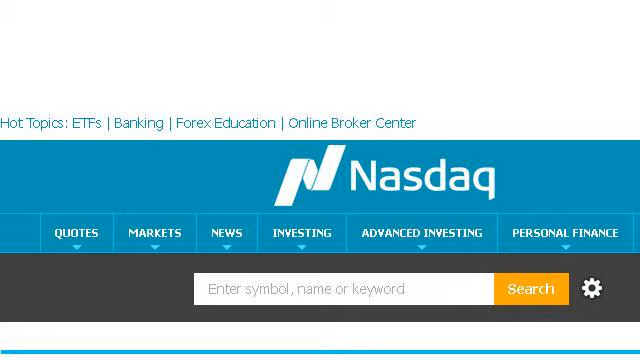 Hot Topics: ETFs | Banking | Forex Education | Online Broker Center
Nasdaq
QUOTES MARKETS NEWS INVESTING ADVANCED INVESTING PERSONAL FINANCE
Enter symbol, name or keyword Search